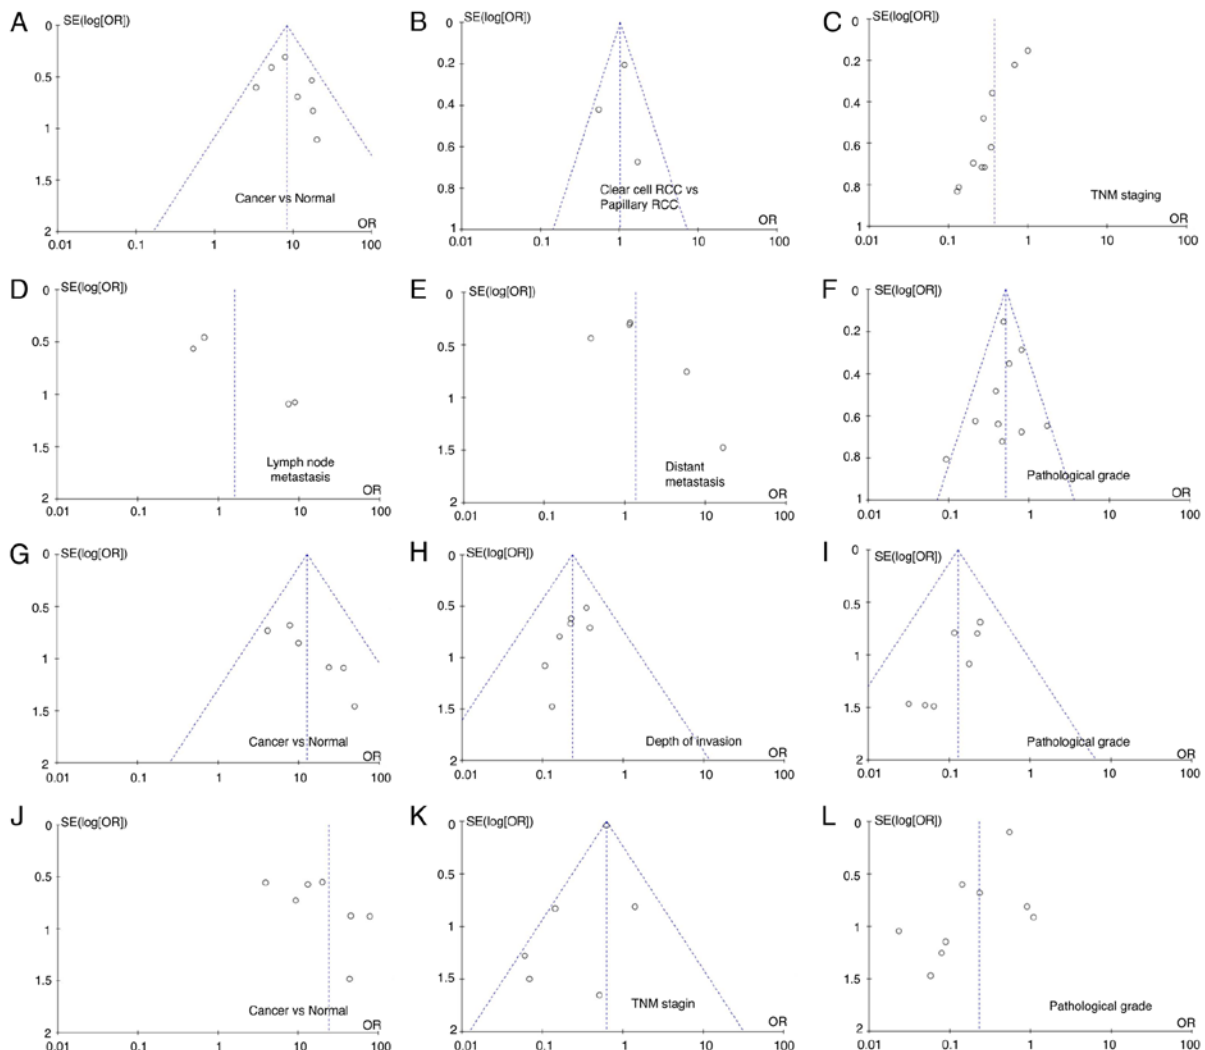 A
SE(log[OR])
0
0.5
1
1.5
2
Cancer vs Normal
OR
0.01 0.1 1 10 100
B
SE(log[OR])
0
0.2
0.4
0.6
0.8
1
Clear cell RCC vs
Papillary RCC
OR
0.01 0.1 1 10 100
C
SE(log[OR])
0
0.2
0.4
0.6
0.8
1
TNM staging
OR
0.01 0.1 1 10 100
D
SE(log[OR])
0
0.5
1
1.5
2
Lymph node
metastasis
OR
0.01 0.1 1 10 100
E
SE(log[OR])
0
0.5
1
1.5
2
Distant
metastasis
OR
0.01 0.1 1 10 100
F
SE(log[OR])
0
0.2
0.4
0.6
0.8
1
Pathological grade
OR
0.01 0.1 1 10 100
G
SE(log[OR])
0
0.5
1
1.5
2
Cancer vs Normal
OR
0.01 0.1 1 10 100
H
SE(log[OR])
0
0.5
1
1.5
2
Depth of invasion
OR
0.01 0.1 1 10 100
I
SE(log[OR])
0
0.5
1
1.5
2
Pathological grade
OR
0.01 0.1 1 10 100
J
SE(log[OR])
0
0.5
1
1.5
2
Cancer vs Normal
OR
0.01 0.1 1 10 100
K
SE(log[OR])
0
0.5
1
1.5
2
TNM stagin
OR
0.01 0.1 1 10 100
L
SE(log[OR])
0
0.5
1
1.5
2
Pathological grade
OR
0.01 0.1 1 10 100